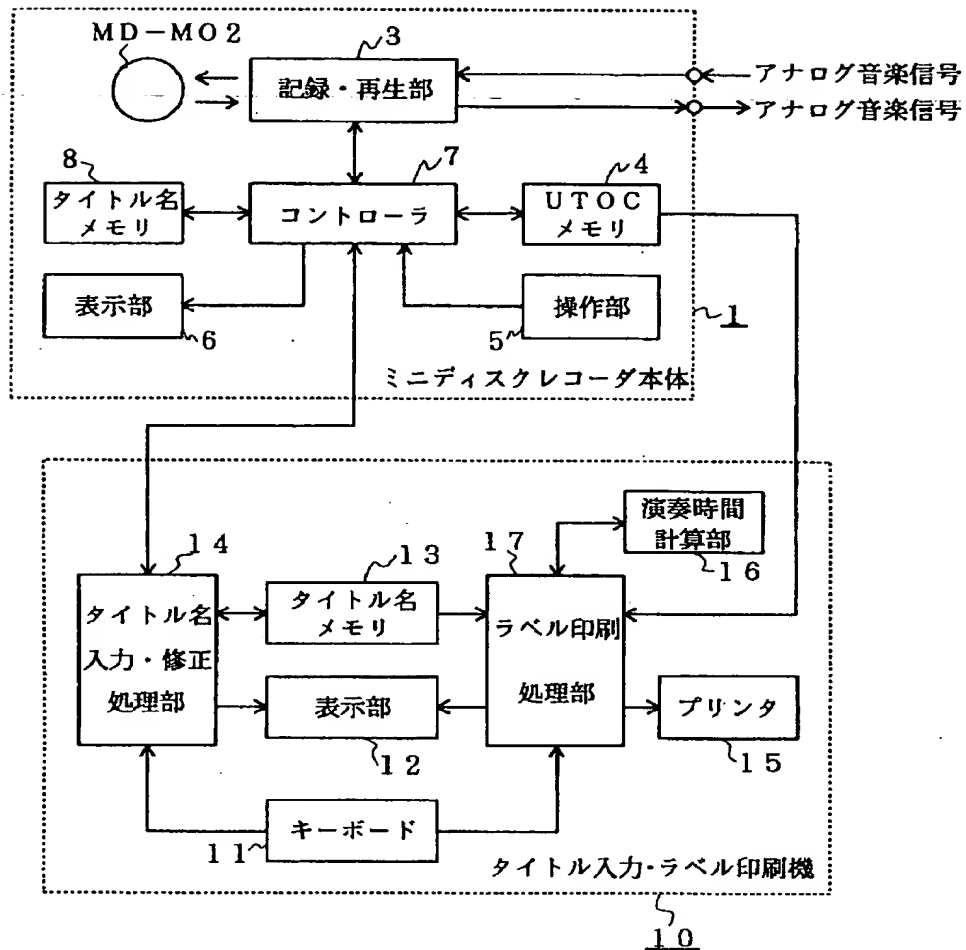 MD-MO2
3
記録・再生部
アナログ音楽信号
アナログ音楽信号
8
タイトル名
メモリ
7
コントローラ
4
UTOC
メモリ
表示部
6
操作部
5
1
ミニディスクレコーダ本体
14
タイトル名
入力・修正
処理部
13
タイトル名
メモリ
17
ラベル印刷
処理部
演奏時間
計算部
16
表示部
12
プリンタ
15
キーボード
11
タイトル入力・ラベル印刷機
10